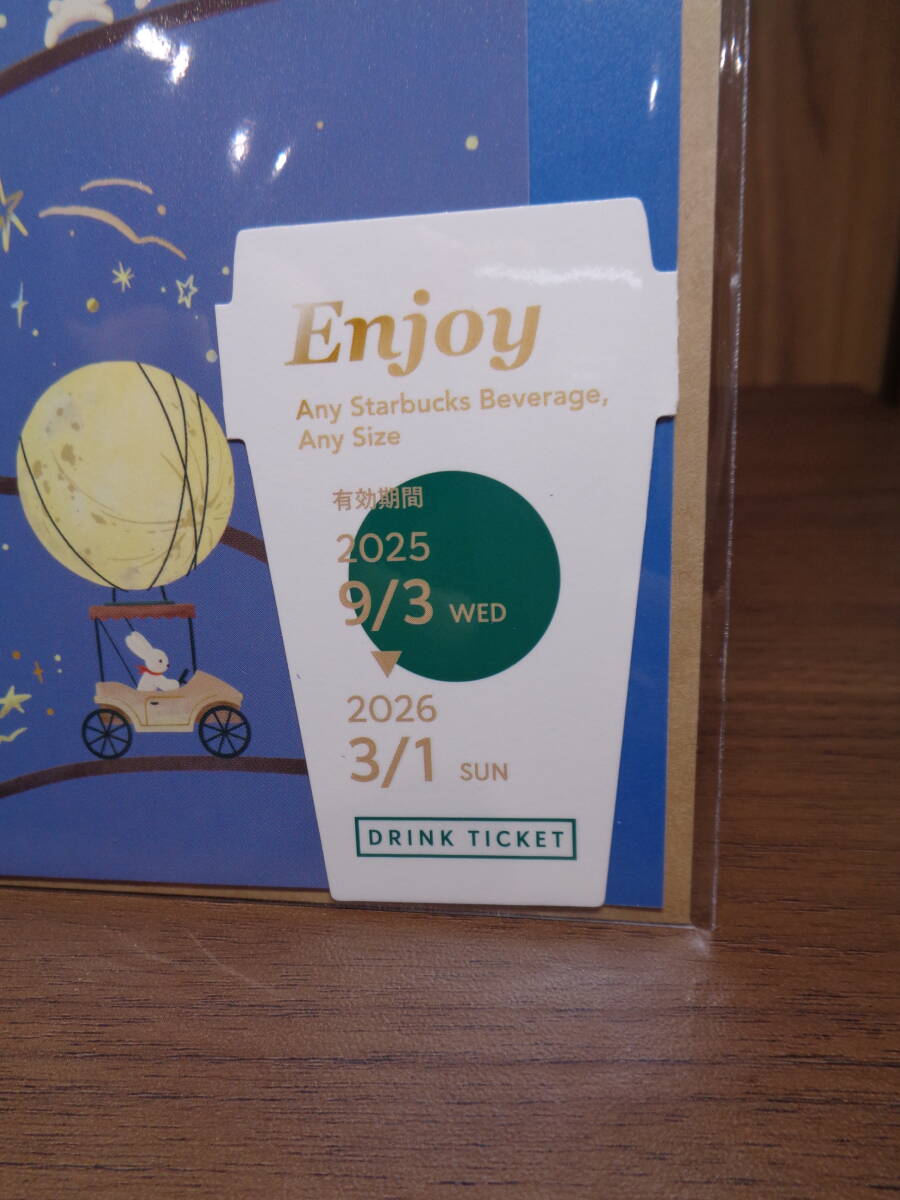 Enjoy
Any Starbucks Beverage,
Any Size
有効期間
2025
9/3 WED
2026
3/1 SUN
DRINK TICKET